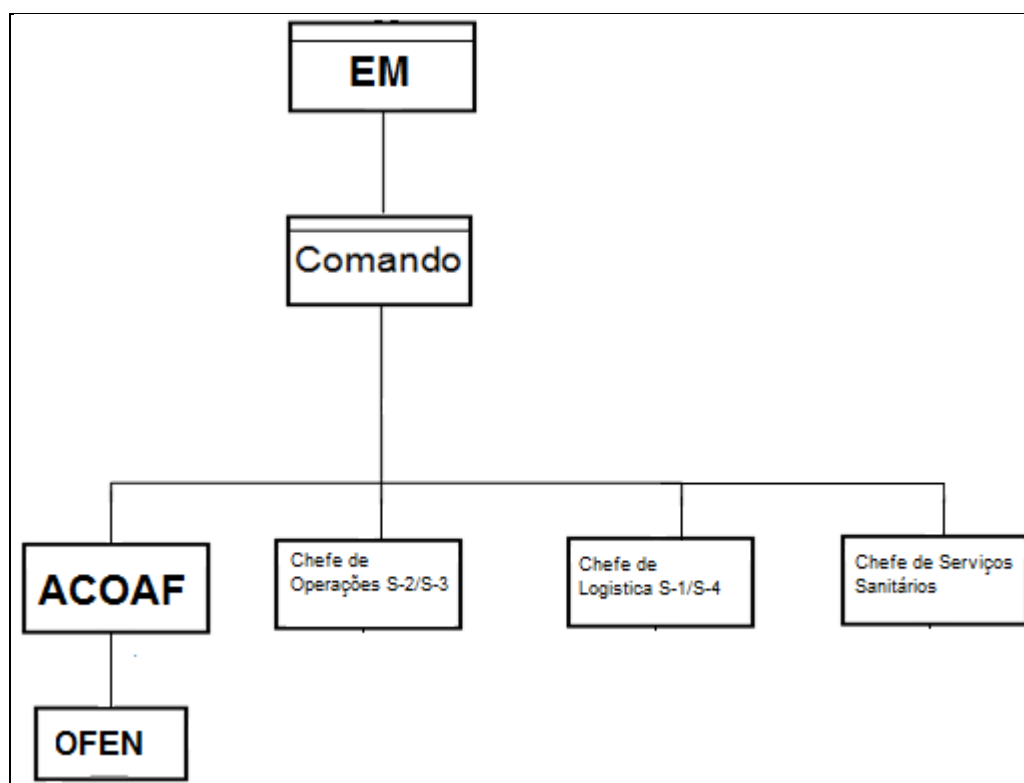 EM
Comando
ACOAF
Chefe de
Operações S-2/S-3
Chefe de
Logistica S-1/S-4
Chefe de Serviços
Sanitários
OFEN